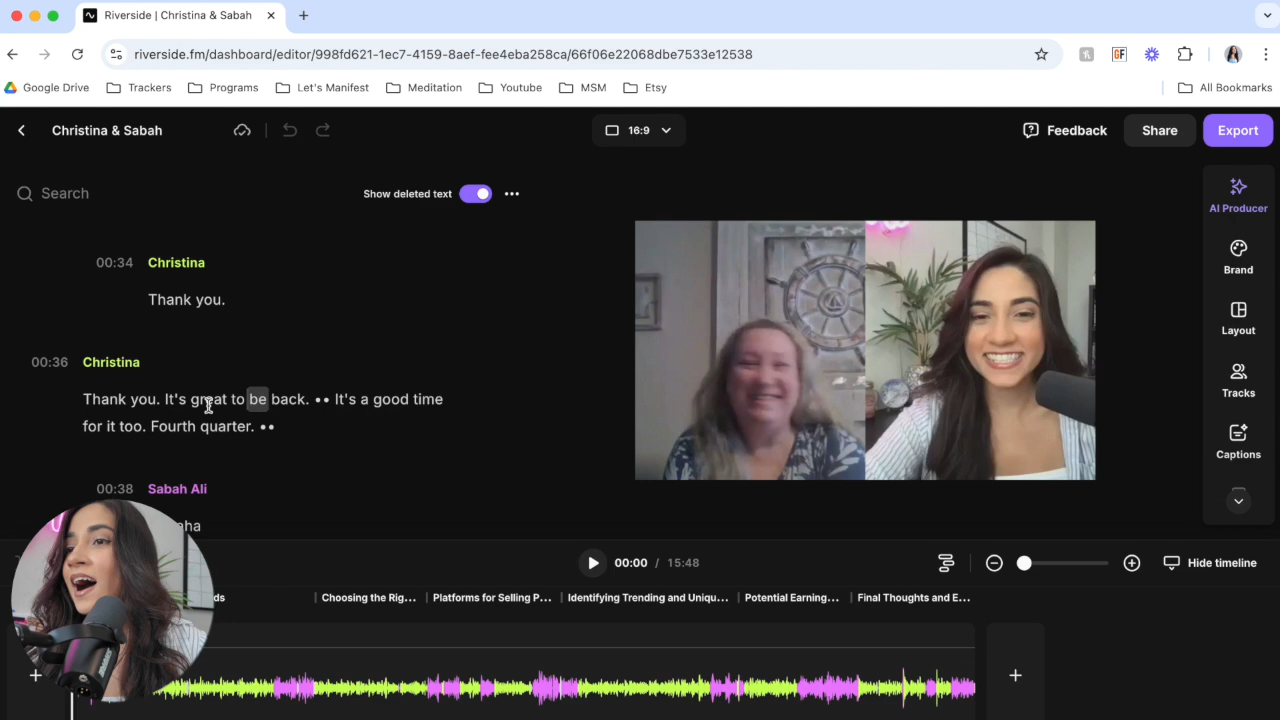 Riverside | Christina & Sabah
riverside.fm/dashboard/editor/998fd621-1ec7-4159-8aef-fee4eba258ca/66f06e22068dbe7533e12538
GF
Google Drive
Trackers
Programs
Let's Manifest
Meditation
Youtube
MSM
Etsy
All Bookmarks
Christina & Sabah
16:9
Feedback
Share
Export
Search
Show deleted text
AI Producer
Brand
Layout
Tracks
Captions
00:34 Christina
Thank you.
00:36 Christina
Thank you. It's great to be back. •• It's a good time
for it too. Fourth quarter. ••
00:38 Sabah Ali
00:00 / 15:48
Hide timeline
Choosing the Rig...
Platforms for Selling P...
Identifying Trending and Uniqu...
Potential Earning...
Final Thoughts and E...